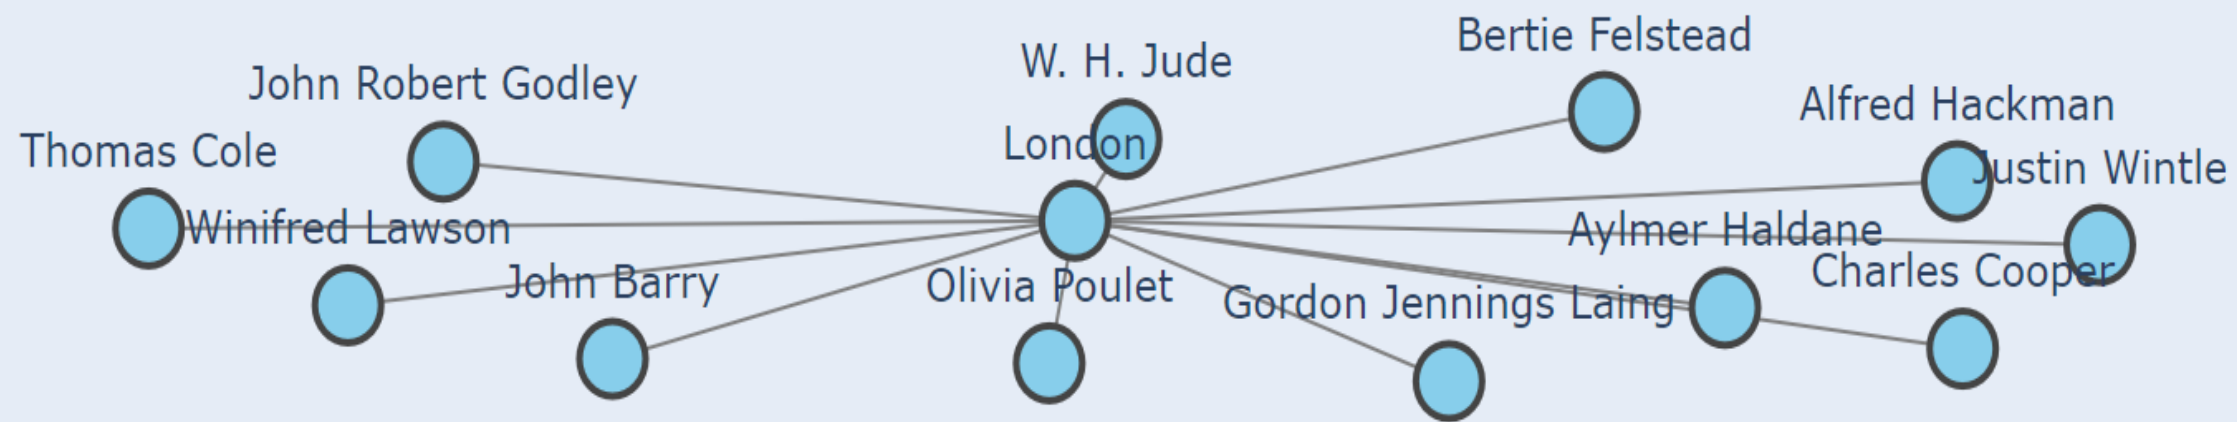 Bertie Felstead
W. H. Jude
John Robert Godley
Alfred Hackman
London
Thomas Cole
Justin Wintle
Winifred Lawson
Aylmer Haldane
Charles Cooper
John Barry
Olivia Poulet
Gordon Jennings Laing